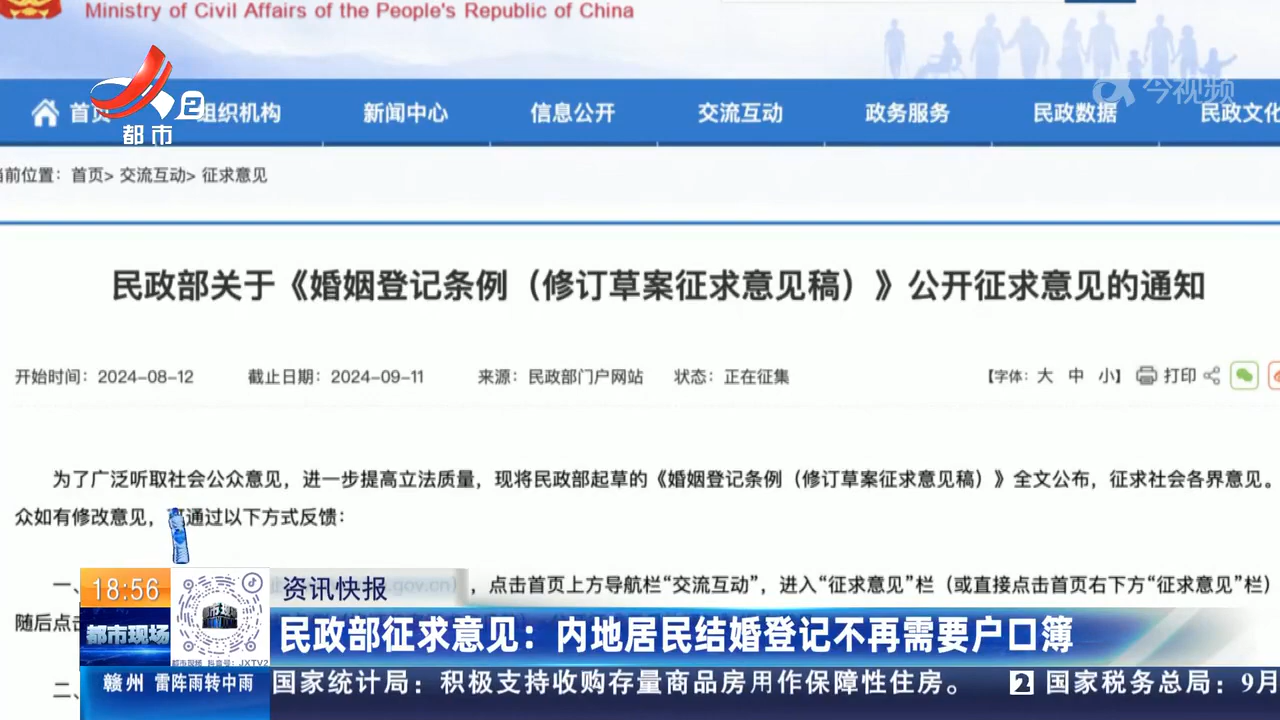 Ministry of Civil Affairs of the People's Republic of China
首页 组织机构 新闻中心 信息公开 交流互动 政务服务 民政数据 民政文化
2
都市
今视频
当前位置：首页> 交流互动> 征求意见
民政部关于《婚姻登记条例（修订草案征求意见稿）》公开征求意见的通知
开始时间：2024-08-12 截止日期：2024-09-11 来源：民政部门户网站 状态：正在征集 【字体：大 中 小】 打印
为了广泛听取社会公众意见，进一步提高立法质量，现将民政部起草的《婚姻登记条例（修订草案征求意见稿）》全文公布，征求社会各界意见。
众如有修改意见，可通过以下方式反馈：
一、 gov.cn），点击首页上方导航栏“交流互动”，进入“征求意见”栏（或直接点击首页右下方“征求意见”栏）
随后点击
二、
18:56
都市现场
都市现场 抖音号：JXTV2
资讯快报
民政部征求意见：内地居民结婚登记不再需要户口簿
赣州 雷阵雨转中雨
国家统计局：积极支持收购存量商品房用作保障性住房。 2 国家税务总局：9月